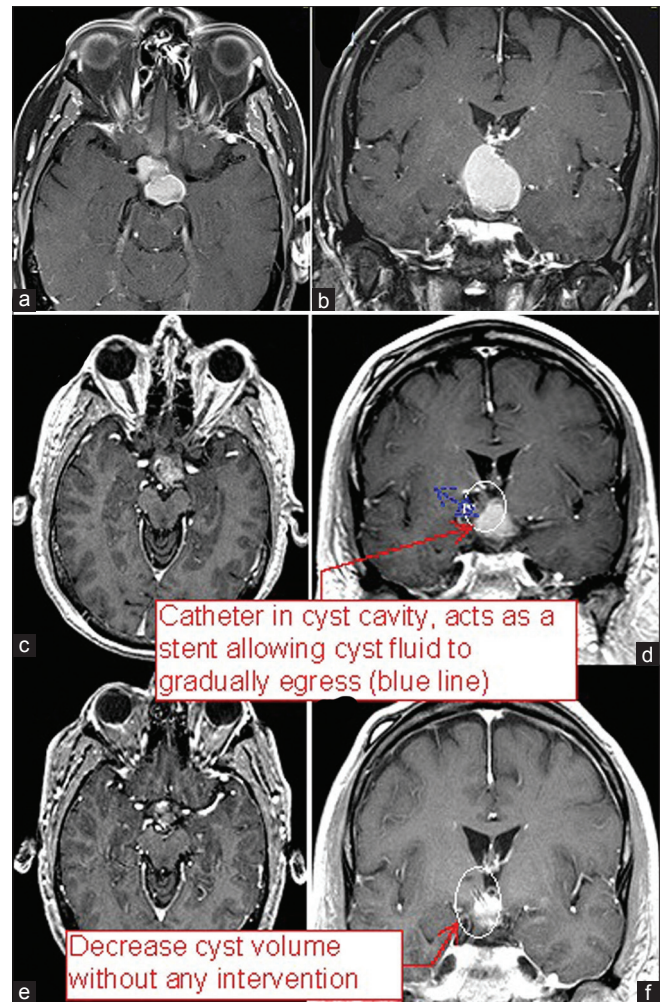 a
b
c
d
Catheter in cyst cavity, acts as a
stent allowing cyst fluid to
gradually egress (blue line)
Decrease cyst volume
without any intervention
e
f